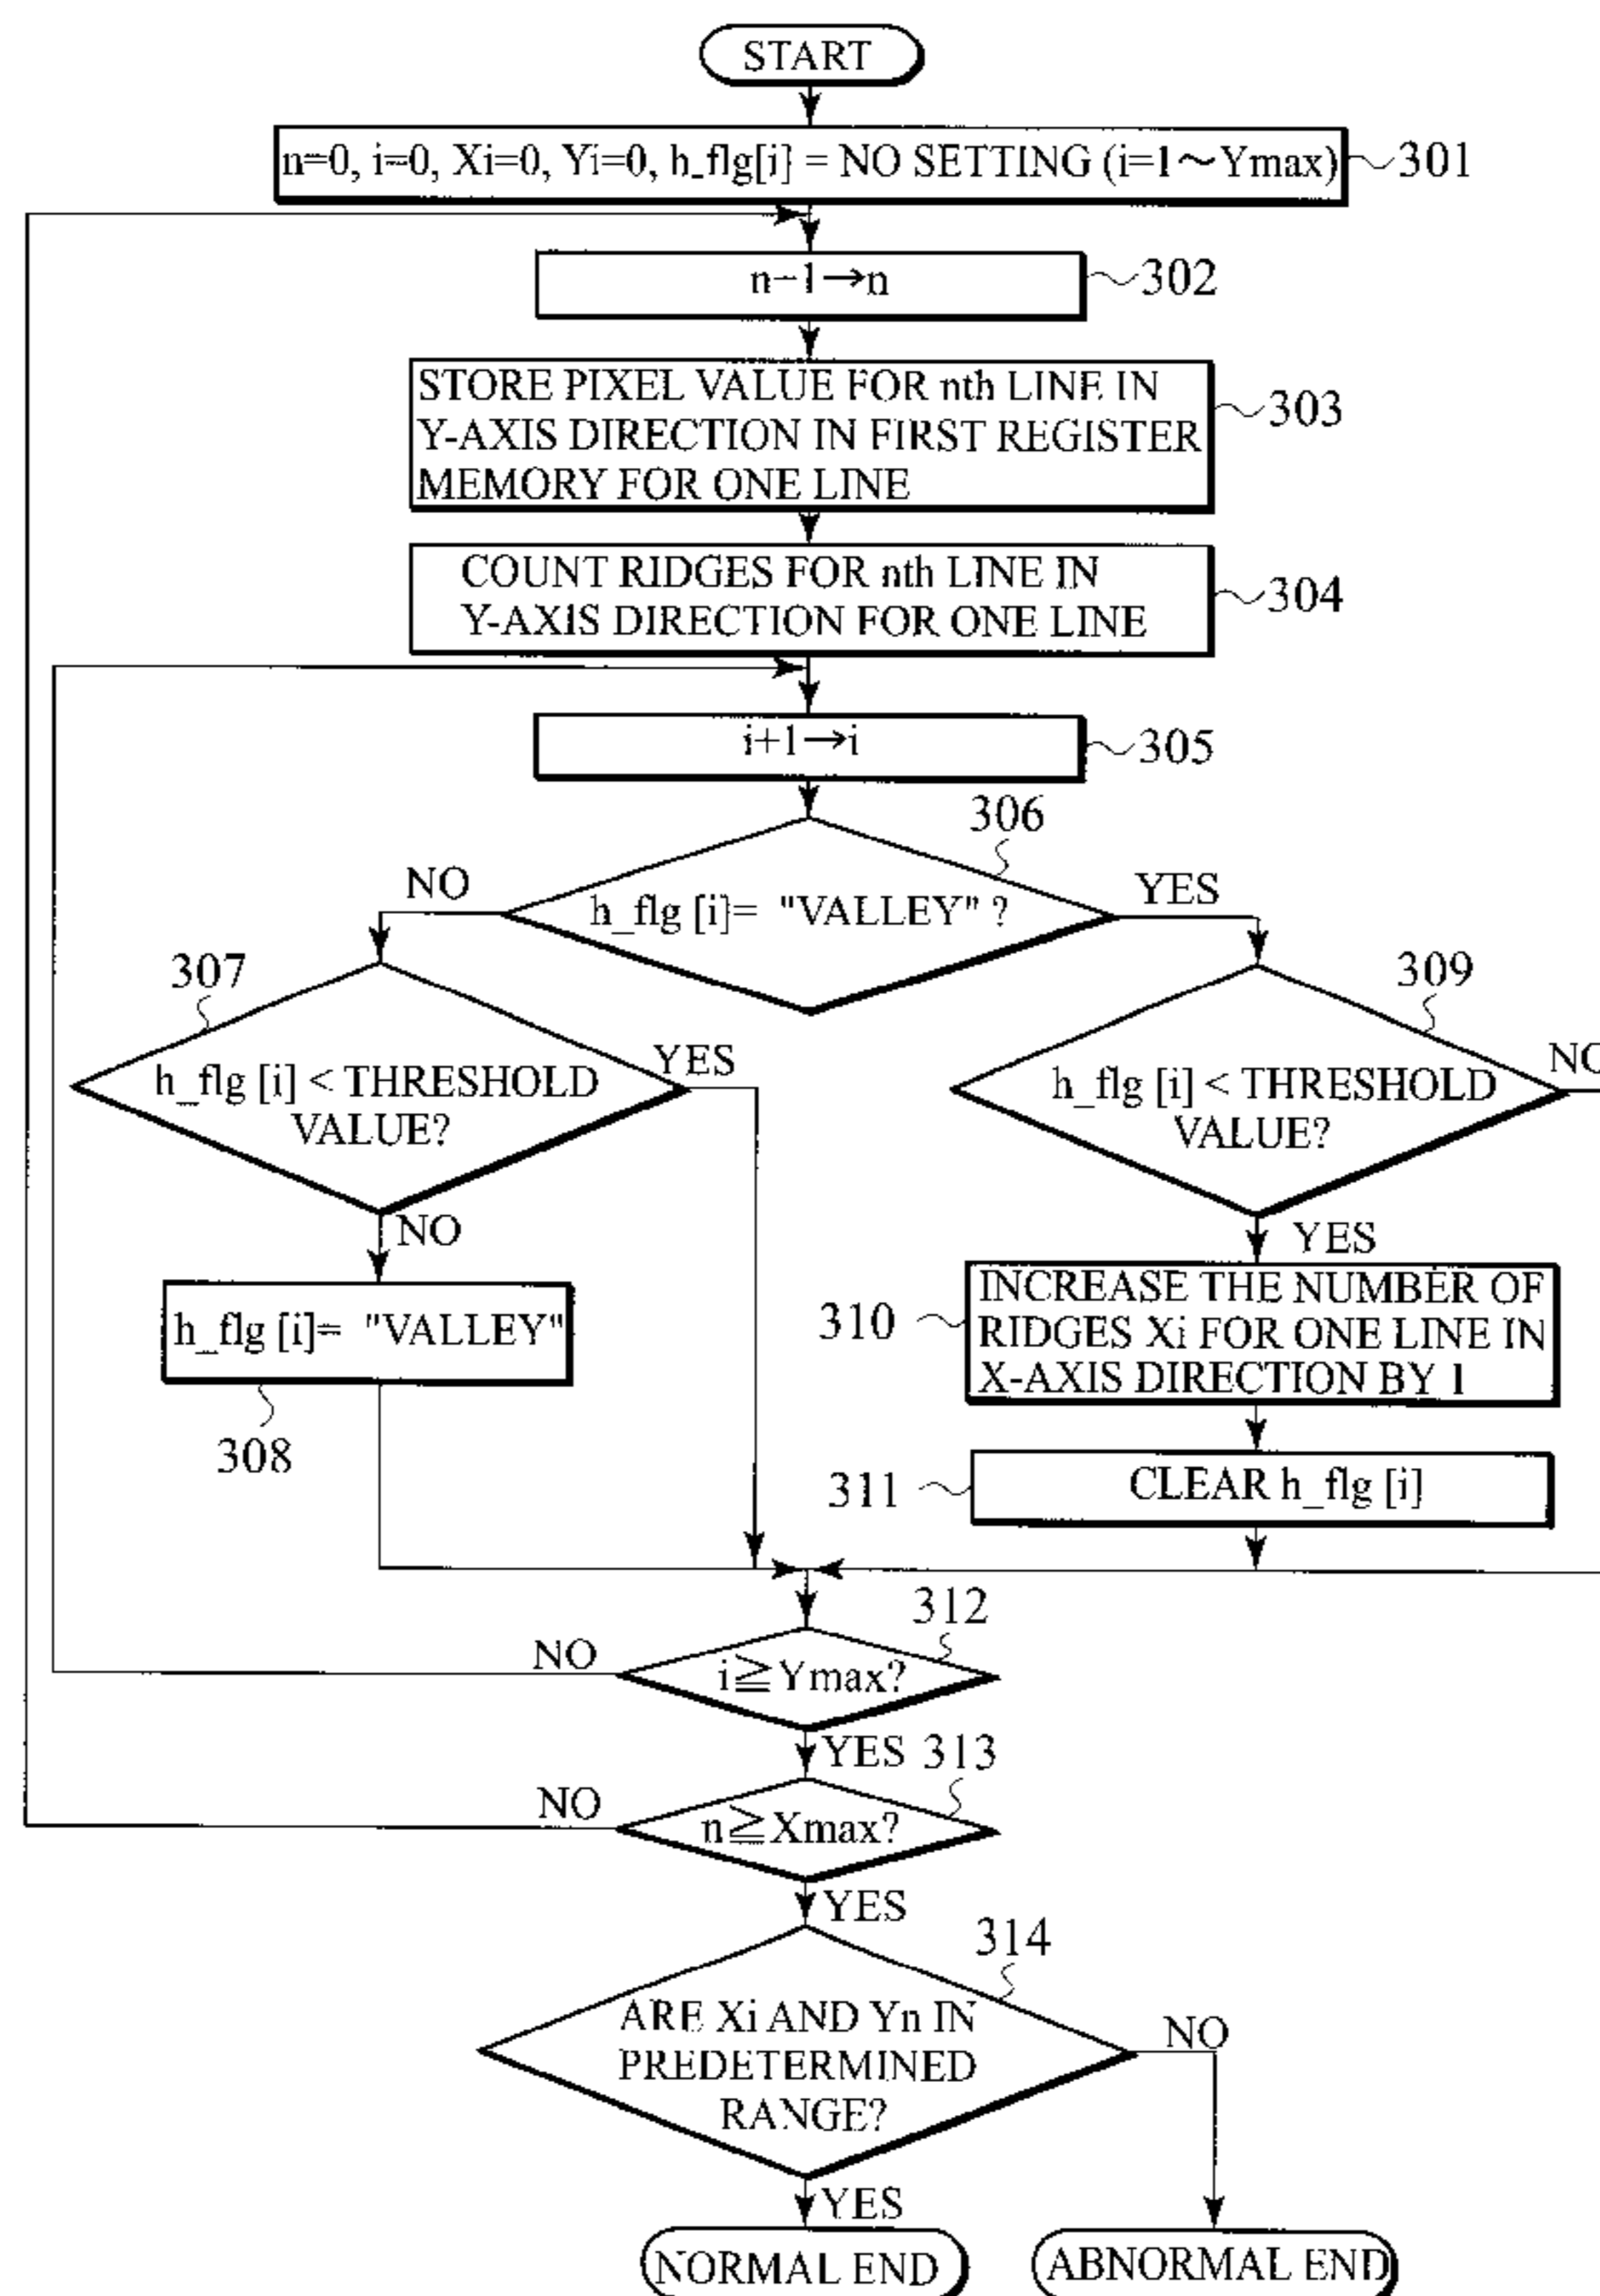 START
n=0, i=0, Xi=0, Yi=0, h_flg[i] = NO SETTING (i=1～Ymax)
301
n−1→n
302
STORE PIXEL VALUE FOR nth LINE IN
Y-AXIS DIRECTION IN FIRST REGISTER
MEMORY FOR ONE LINE
303
COUNT RIDGES FOR nth LINE IN
Y-AXIS DIRECTION FOR ONE LINE
304
i+1→i
305
306
NO
h_flg [i]= "VALLEY" ?
YES
307
h_flg [i] < THRESHOLD
VALUE?
YES
NO
309
h_flg [i] < THRESHOLD
VALUE?
NO
YES
h_flg [i]= "VALLEY"
308
310
INCREASE THE NUMBER OF
RIDGES Xi FOR ONE LINE IN
X-AXIS DIRECTION BY 1
311
CLEAR h_flg [i]
312
NO
i≧Ymax?
YES
313
NO
n≧Xmax?
YES
314
ARE Xi AND Yn IN
PREDETERMINED
RANGE?
NO
YES
NORMAL END
ABNORMAL END